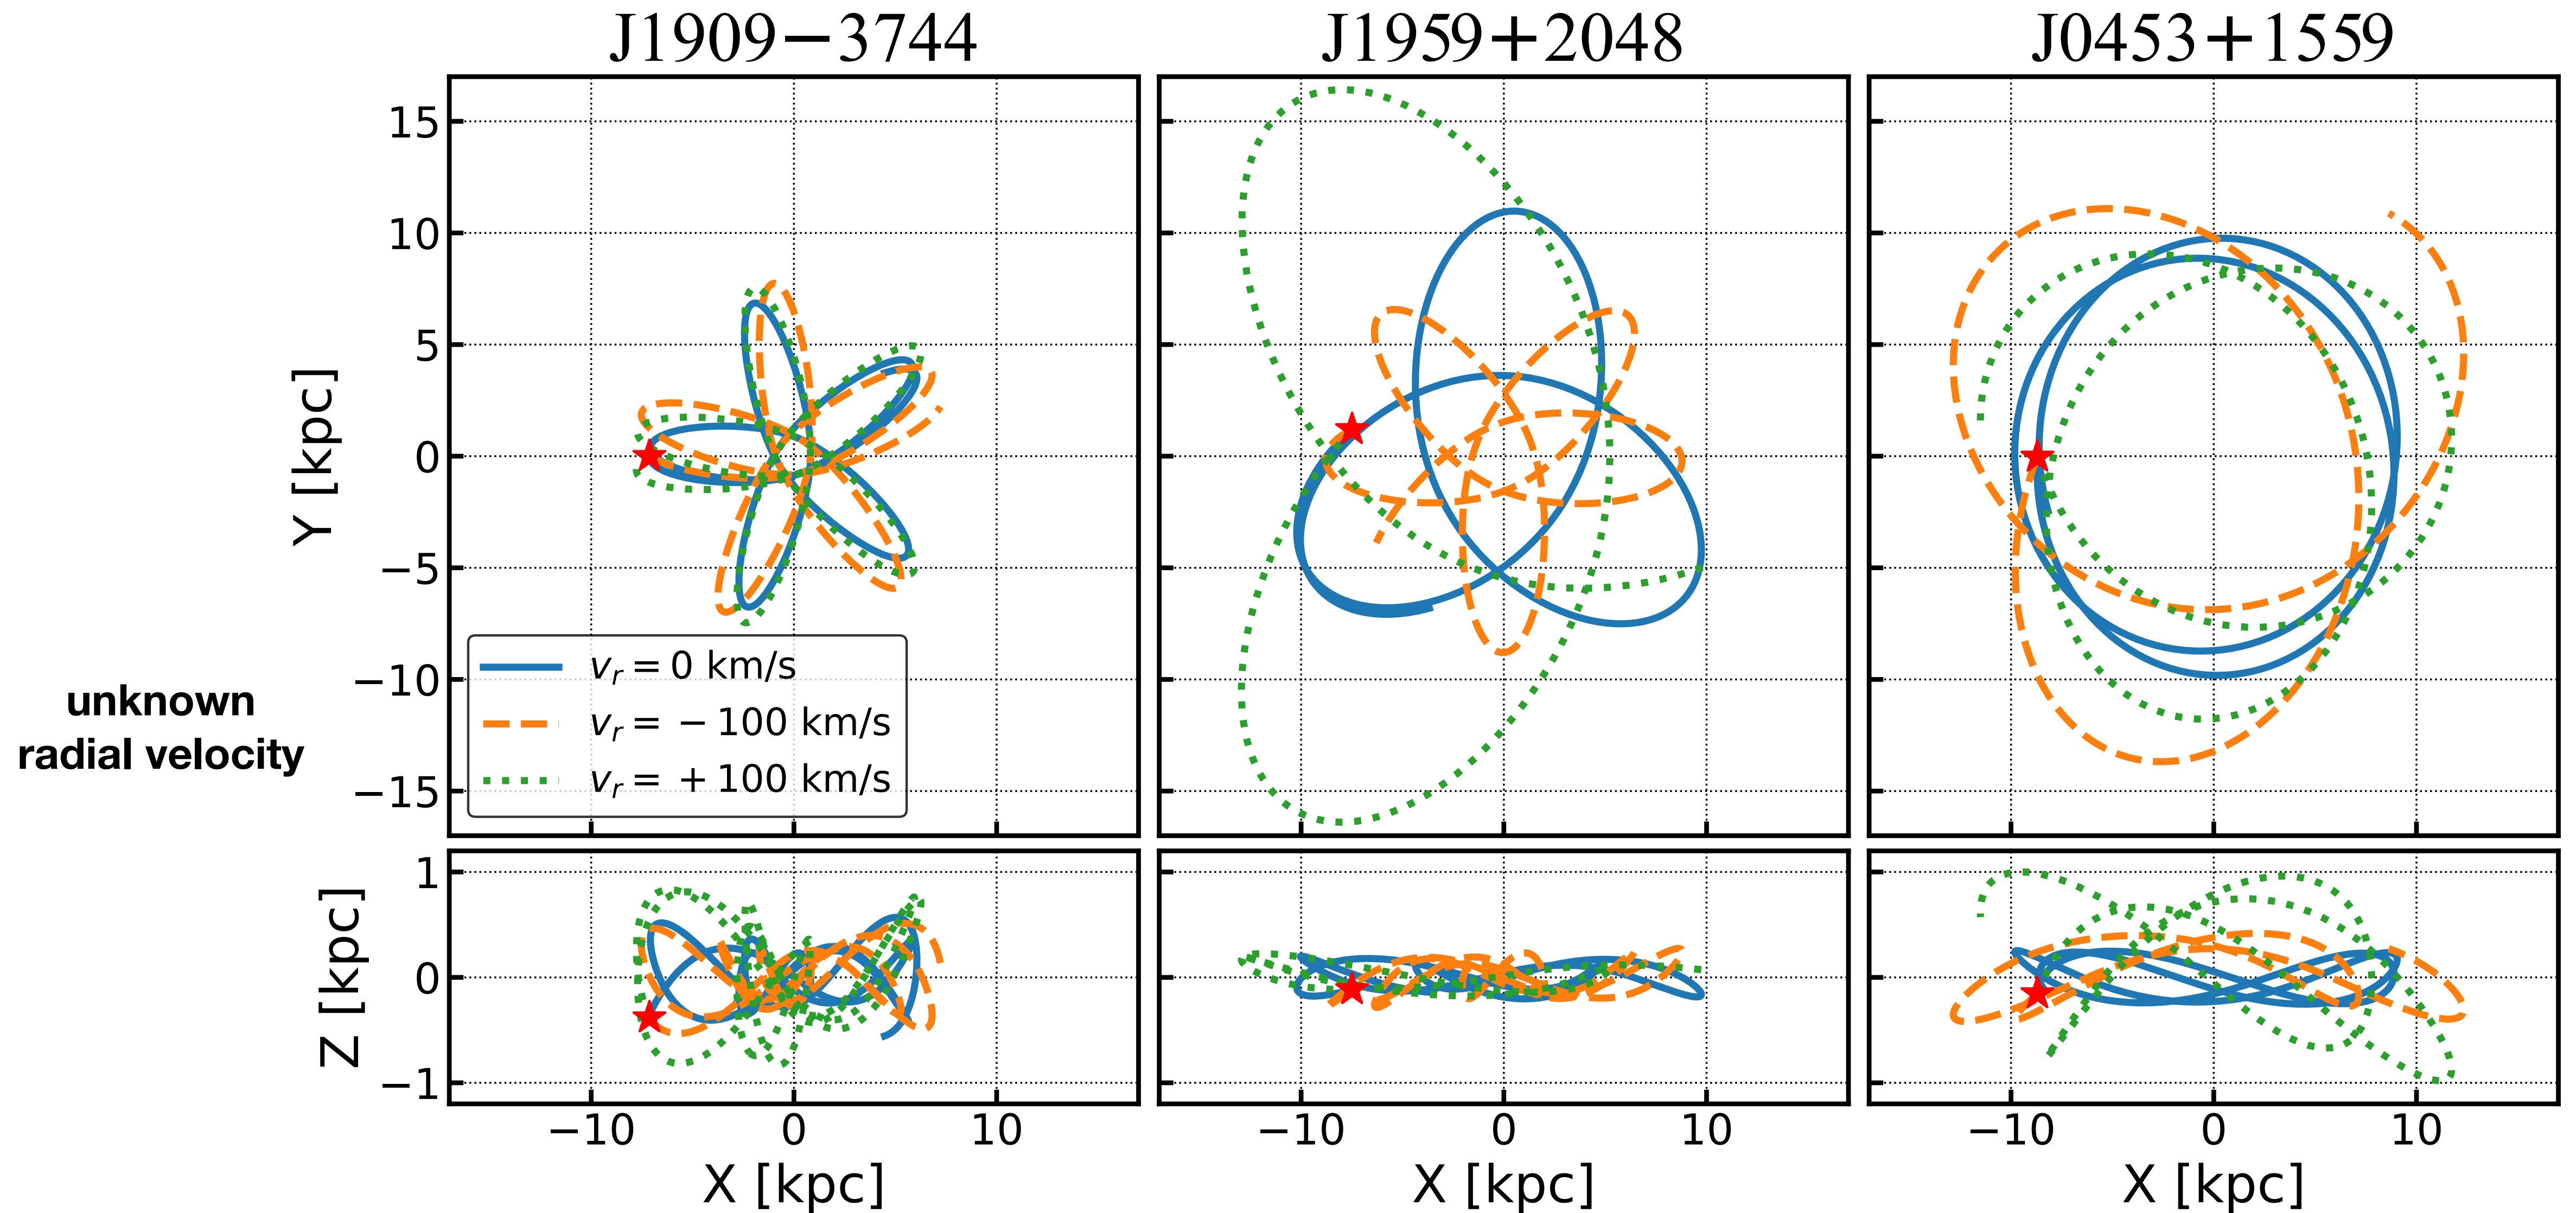 J1909−3744 J1959+2048 J0453+1559
15
10
5
0
−5
−10
−15
Y [kpc]
unknown
radial velocity
v_r = 0 km/s
v_r = −100 km/s
v_r = +100 km/s
1
0
−1
Z [kpc]
−10 0 10 −10 0 10 −10 0 10
X [kpc] X [kpc] X [kpc]